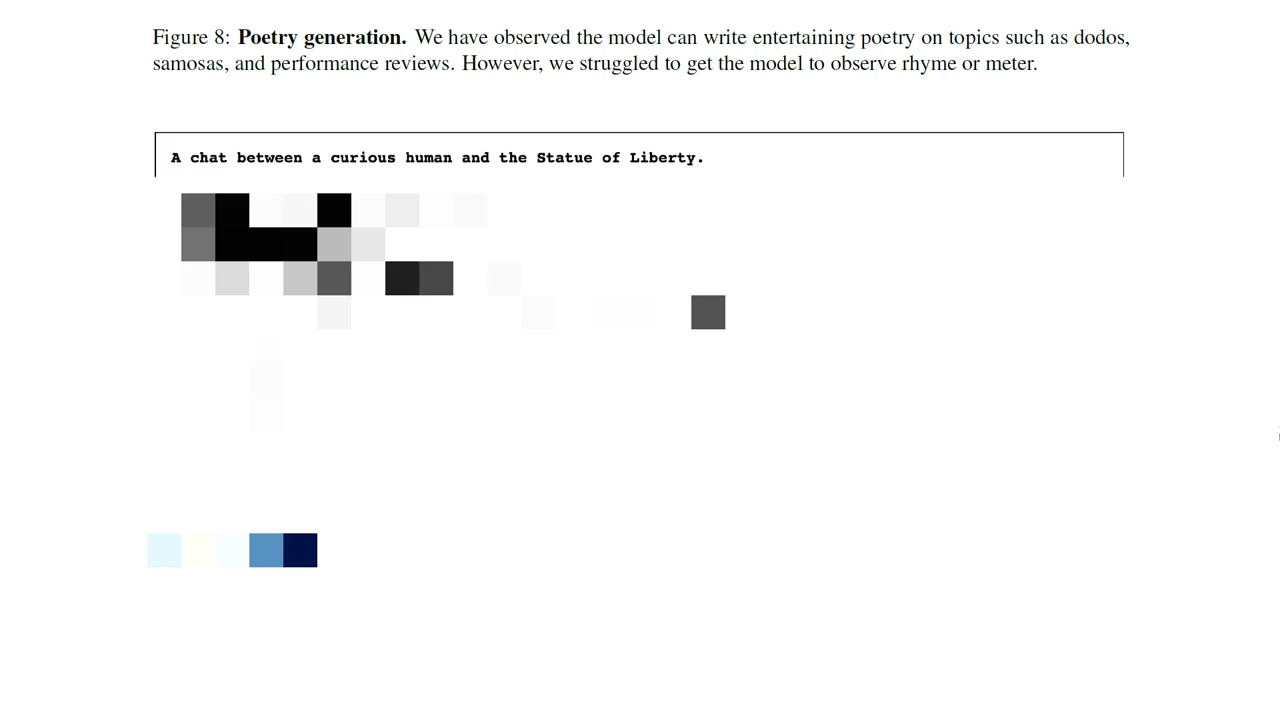 Figure 8: Poetry generation. We have observed the model can write entertaining poetry on topics such as dodos,
samosas, and performance reviews. However, we struggled to get the model to observe rhyme or meter.
A chat between a curious human and the Statue of Liberty.